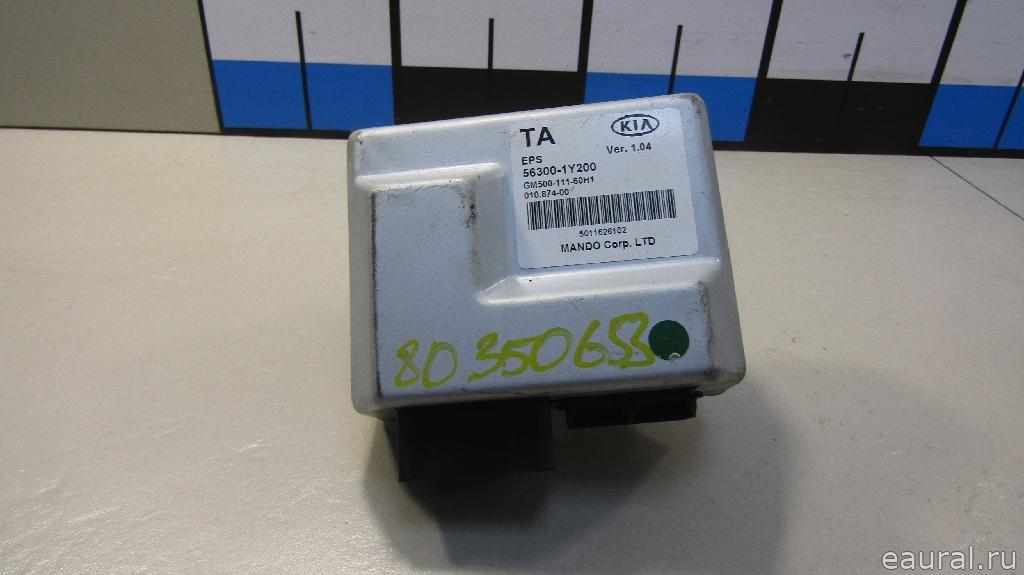 TA
KIA
EPS
Ver. 1.04
56300-1Y200
GM500-111-50H1
010.874-00
5011626102
MANDO Corp. LTD
80350653
eaural.ru